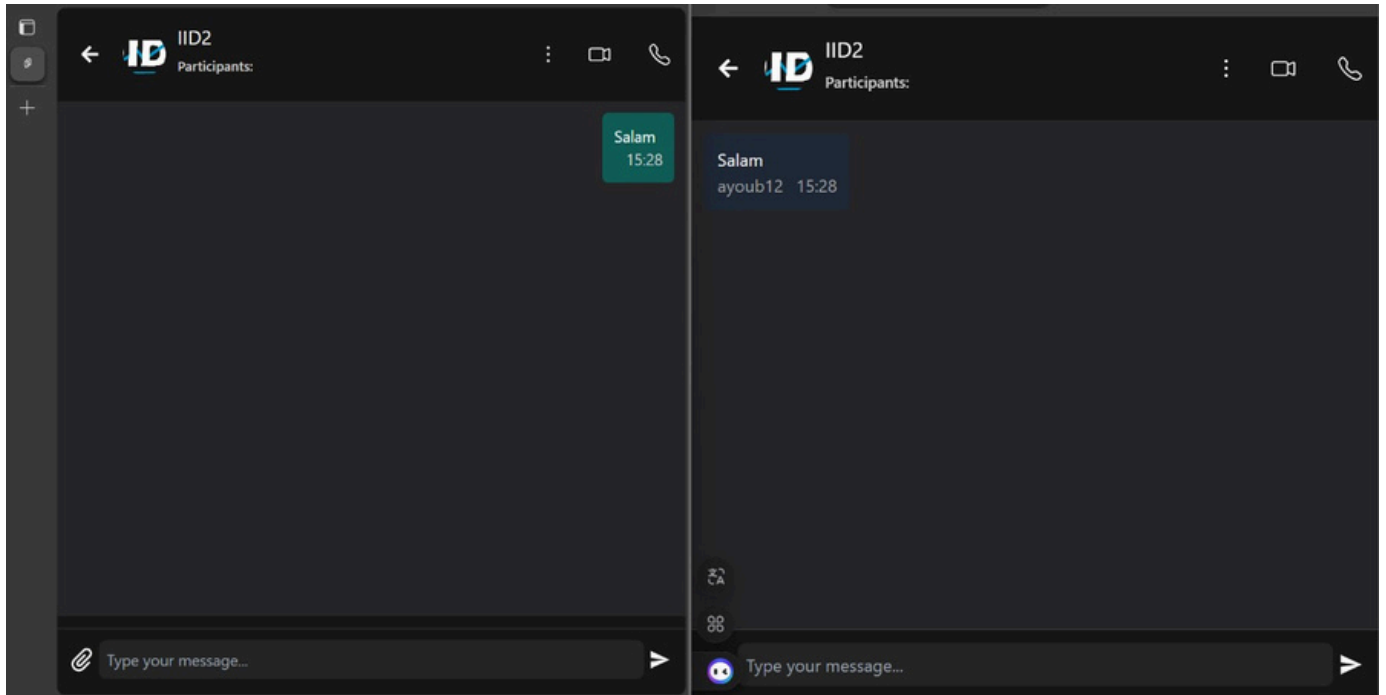 IID2
Participants:
Salam
15:28
Type your message...
IID2
Participants:
Salam
ayoub12 15:28
Type your message...